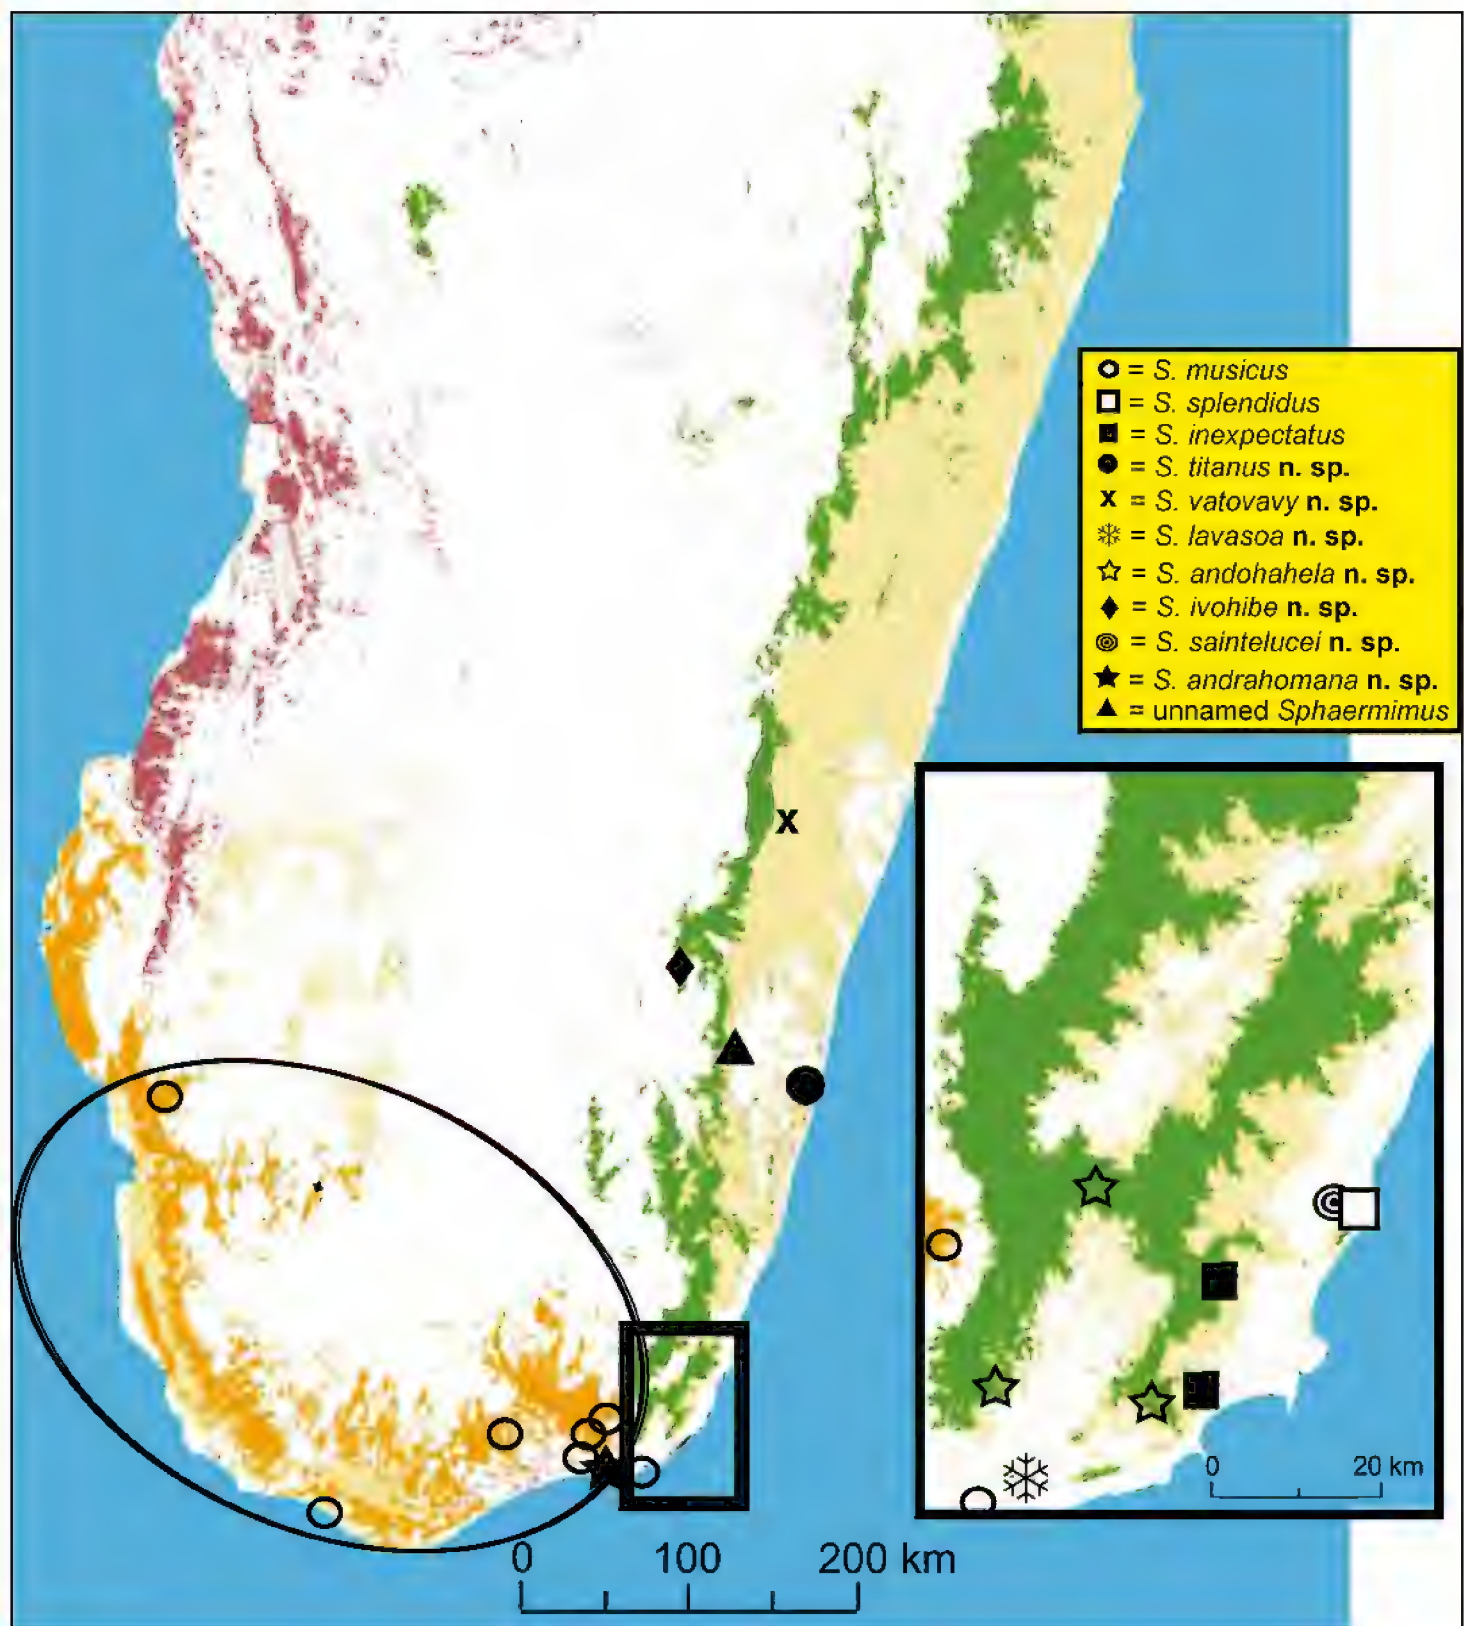 = S. musicus
= S. splendidus
= S. inexpectatus
= S. titanus n. sp.
x = S. vatovavy n. sp.
= S. lavasoa n. sp.
= S. andohahela n. sp.
= S. ivohibe n. sp.
= S. saintelucei n. sp.
= S. andrahomana n. sp.
= unnamed Sphaermimus
x
0 20 km
0 100 200 km